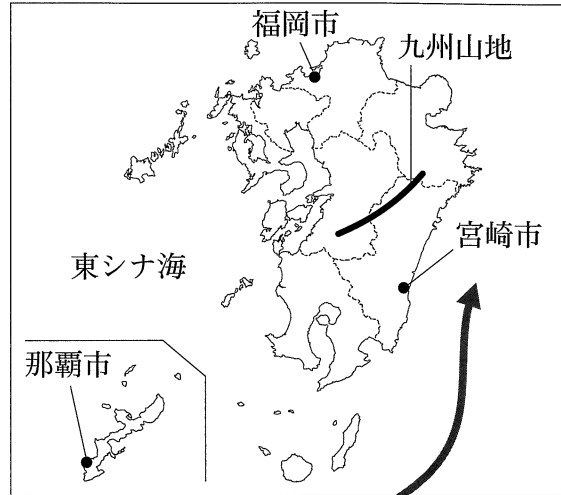 福岡市
九州山地
宮崎市
東シナ海
那覇市